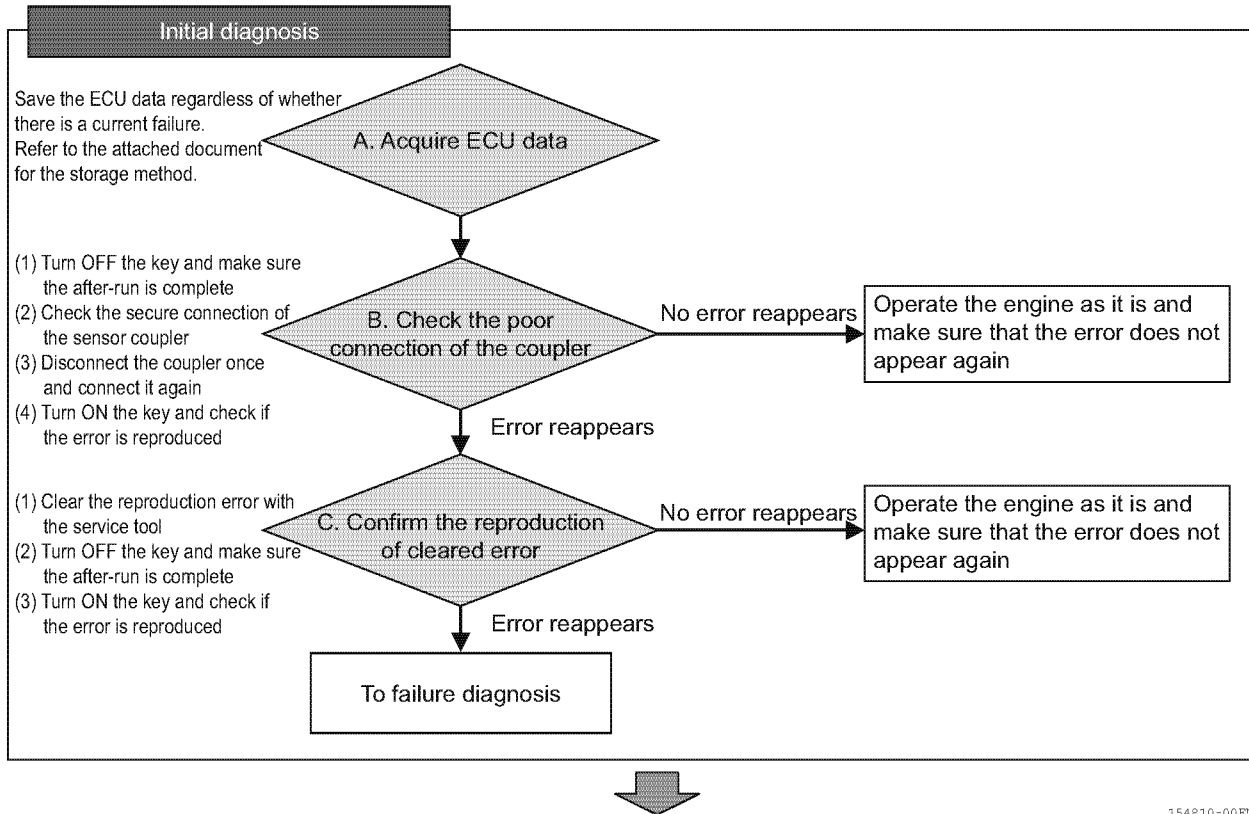 Initial diagnosis
Save the ECU data regardless of whether
there is a current failure.
Refer to the attached document
for the storage method.
A. Acquire ECU data
(1) Turn OFF the key and make sure
the after-run is complete
(2) Check the secure connection of
the sensor coupler
(3) Disconnect the coupler once
and connect it again
(4) Turn ON the key and check if
the error is reproduced
B. Check the poor
connection of the coupler
No error reappears
Operate the engine as it is and
make sure that the error does not
appear again
Error reappears
(1) Clear the reproduction error with
the service tool
(2) Turn OFF the key and make sure
the after-run is complete
(3) Turn ON the key and check if
the error is reproduced
C. Confirm the reproduction
of cleared error
No error reappears
Operate the engine as it is and
make sure that the error does not
appear again
Error reappears
To failure diagnosis